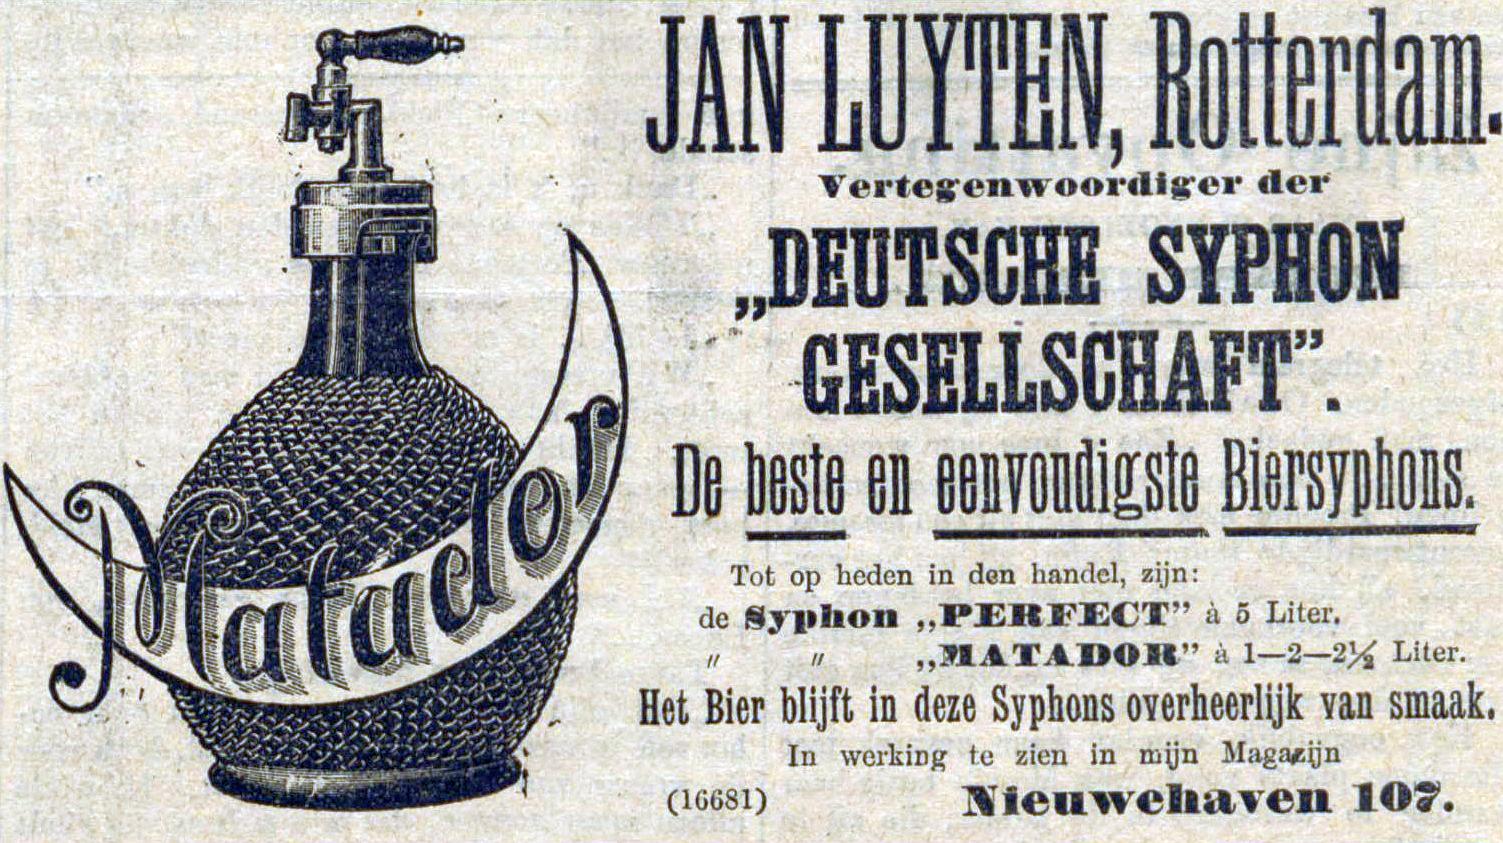 Matador
JAN LUYTEN, Rotterdam.
Vertegenwoordiger der
„DEUTSCHE SYPHON
GESELLSCHAFT”.
De beste en eenvoudigste Biersyphons.
Tot op heden in den handel, zijn:
de Syphon „PERFECT” à 5 Liter.
〃 〃 „MATADOR” à 1—2—2½ Liter.
Het Bier blijft in deze Syphons overheerlijk van smaak.
In werking te zien in mijn Magazijn
(16681) Nieuwehaven 107.